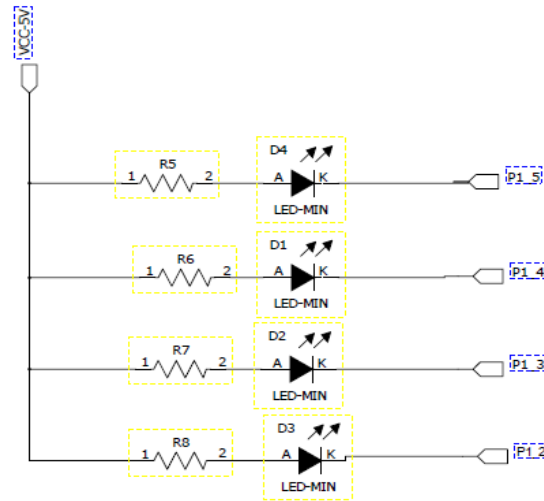 VCC-5V
R5
1 2
D4
A K
LED-MIN
P1_5
R6
1 2
D1
A K
LED-MIN
P1_4
R7
1 2
D2
A K
LED-MIN
P1_3
R8
1 2
D3
A K
LED-MIN
P1_2